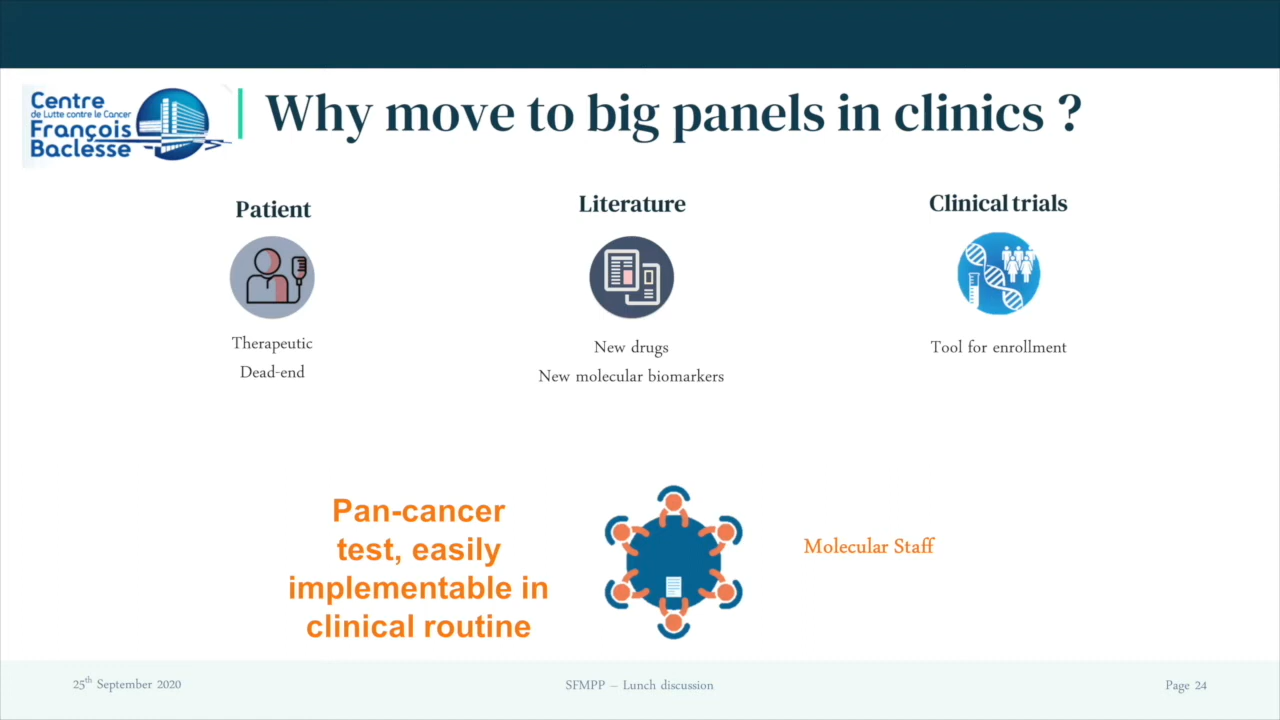 Centre
de Lutte contre le Cancer
François
Baclesse
Why move to big panels in clinics ?
Patient
Literature
Clinical trials
Therapeutic
Dead-end
New drugs
New molecular biomarkers
Tool for enrollment
Pan-cancer
test, easily
implementable in
clinical routine
Molecular Staff
25th September 2020
SFMPP – Lunch discussion
Page 24